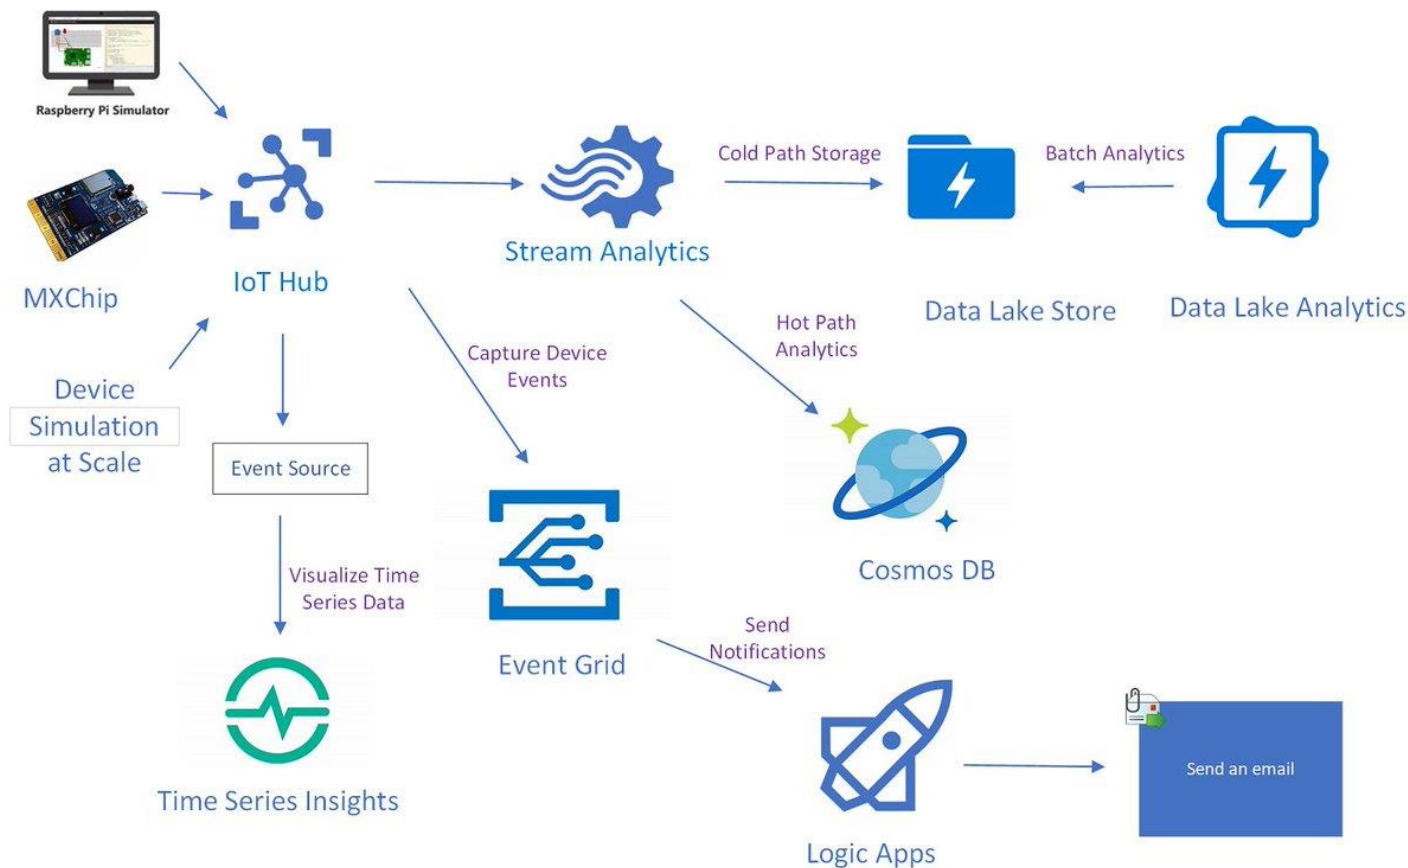 Raspberry Pi Simulator
Cold Path Storage
Batch Analytics
Stream Analytics
IoT Hub
MXChip
Data Lake Store
Data Lake Analytics
Hot Path
Analytics
Capture Device
Events
Device
Simulation
at Scale
Event Source
Cosmos DB
Visualize Time
Series Data
Send
Notifications
Event Grid
Send an email
Time Series Insights
Logic Apps